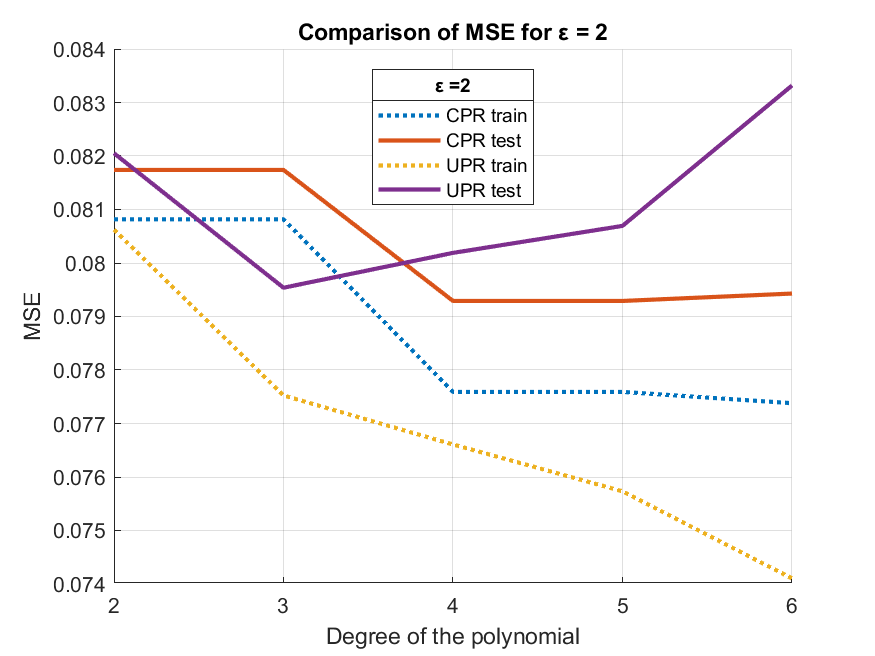 Comparison of MSE for ε = 2
0.084
0.083
0.082
0.081
0.08
0.079
0.078
0.077
0.076
0.075
0.074
MSE
ε =2
CPR train
CPR test
UPR train
UPR test
2 3 4 5 6
Degree of the polynomial